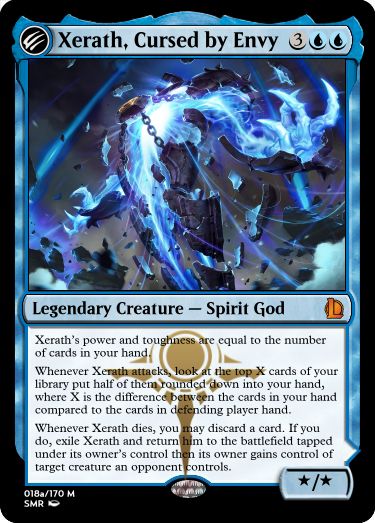 Xerath, Cursed by Envy 3
Legendary Creature — Spirit God
Xerath's power and toughness are equal to the number
of cards in your hand.
Whenever Xerath attacks, look at the top X cards of your
library put half of them, rounded down into your hand,
where X is the difference between the cards in your hand
compared to the cards in defending player hand.
Whenever Xerath dies, you may discard a card. If you
do, exile Xerath and return him to the battlefield tapped
under its owner's control then its owner gains control of
target creature an opponent controls.
★/★
018a/170 M
SMR